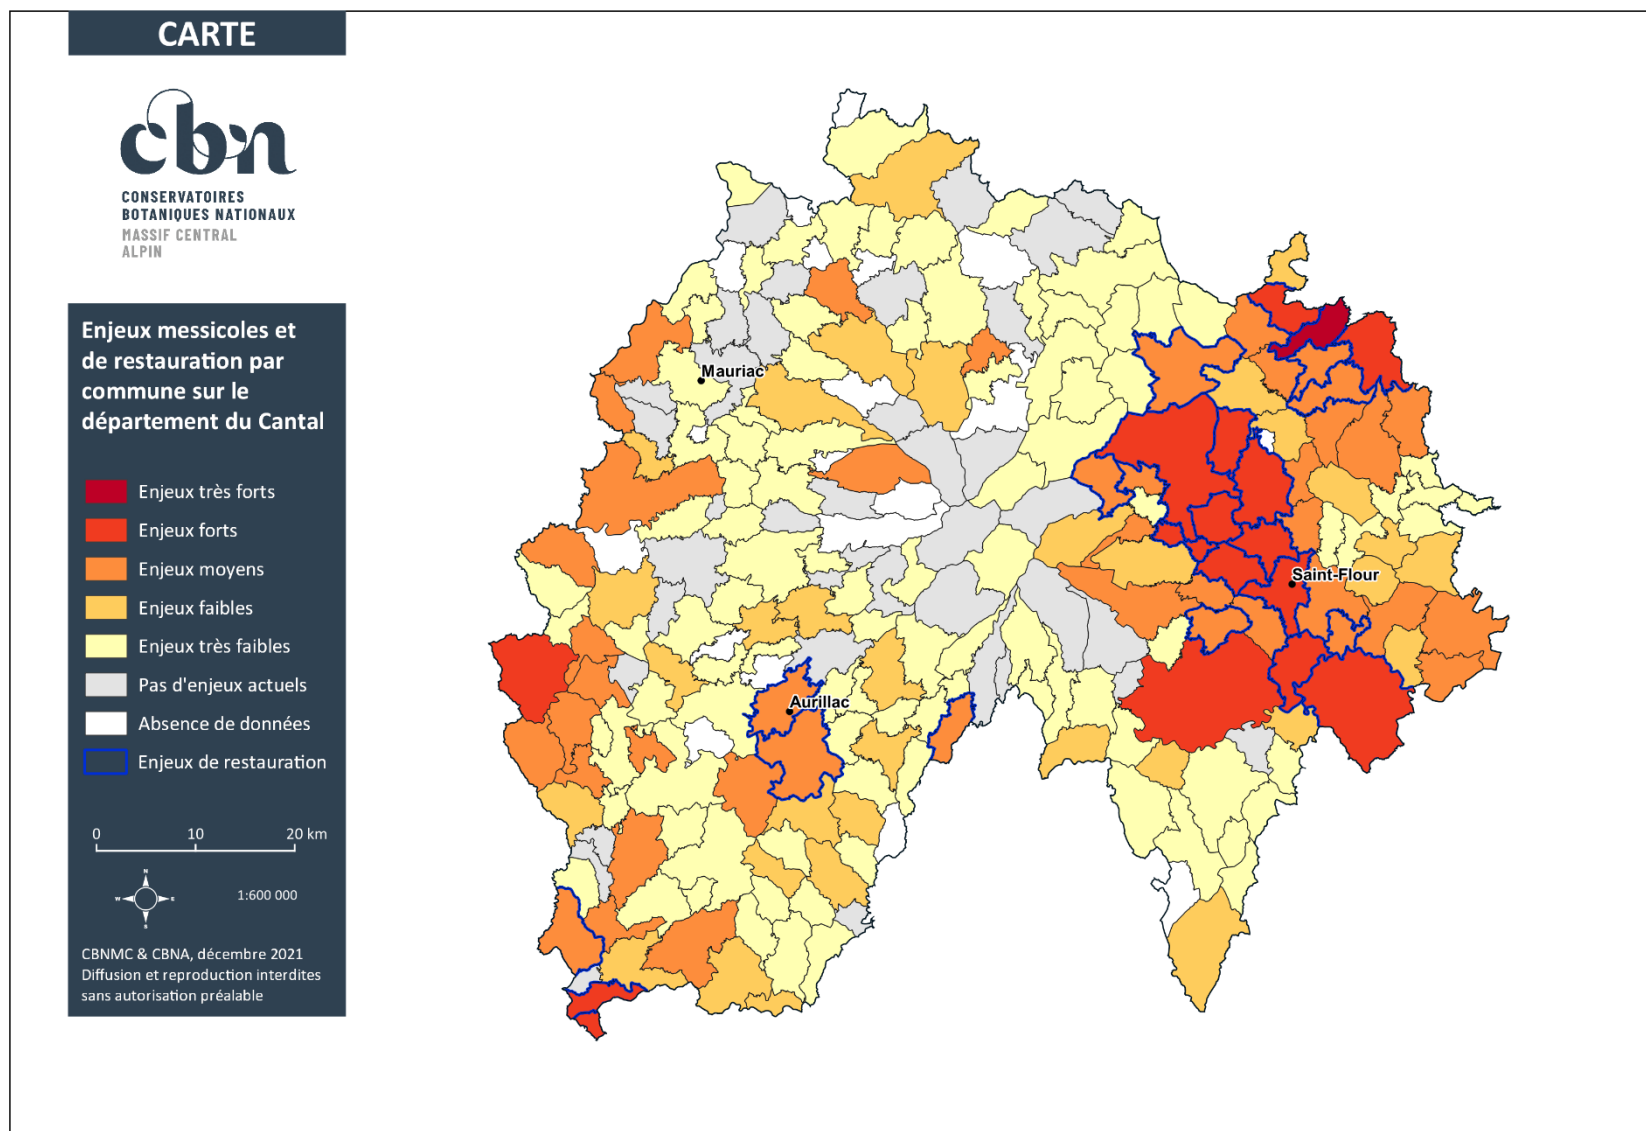 CARTE
cbn
CONSERVATOIRES
BOTANIQUES NATIONAUX
MASSIF CENTRAL
ALPIN
Enjeux messicoles et
de restauration par
commune sur le
département du Cantal
Enjeux très forts
Enjeux forts
Enjeux moyens
Enjeux faibles
Enjeux très faibles
Pas d'enjeux actuels
Absence de données
Enjeux de restauration
0 10 20 km
N
W E
S
1:600 000
CBNMC & CBNA, décembre 2021
Diffusion et reproduction interdites
sans autorisation préalable
Mauriac
Saint-Flour
Aurillac